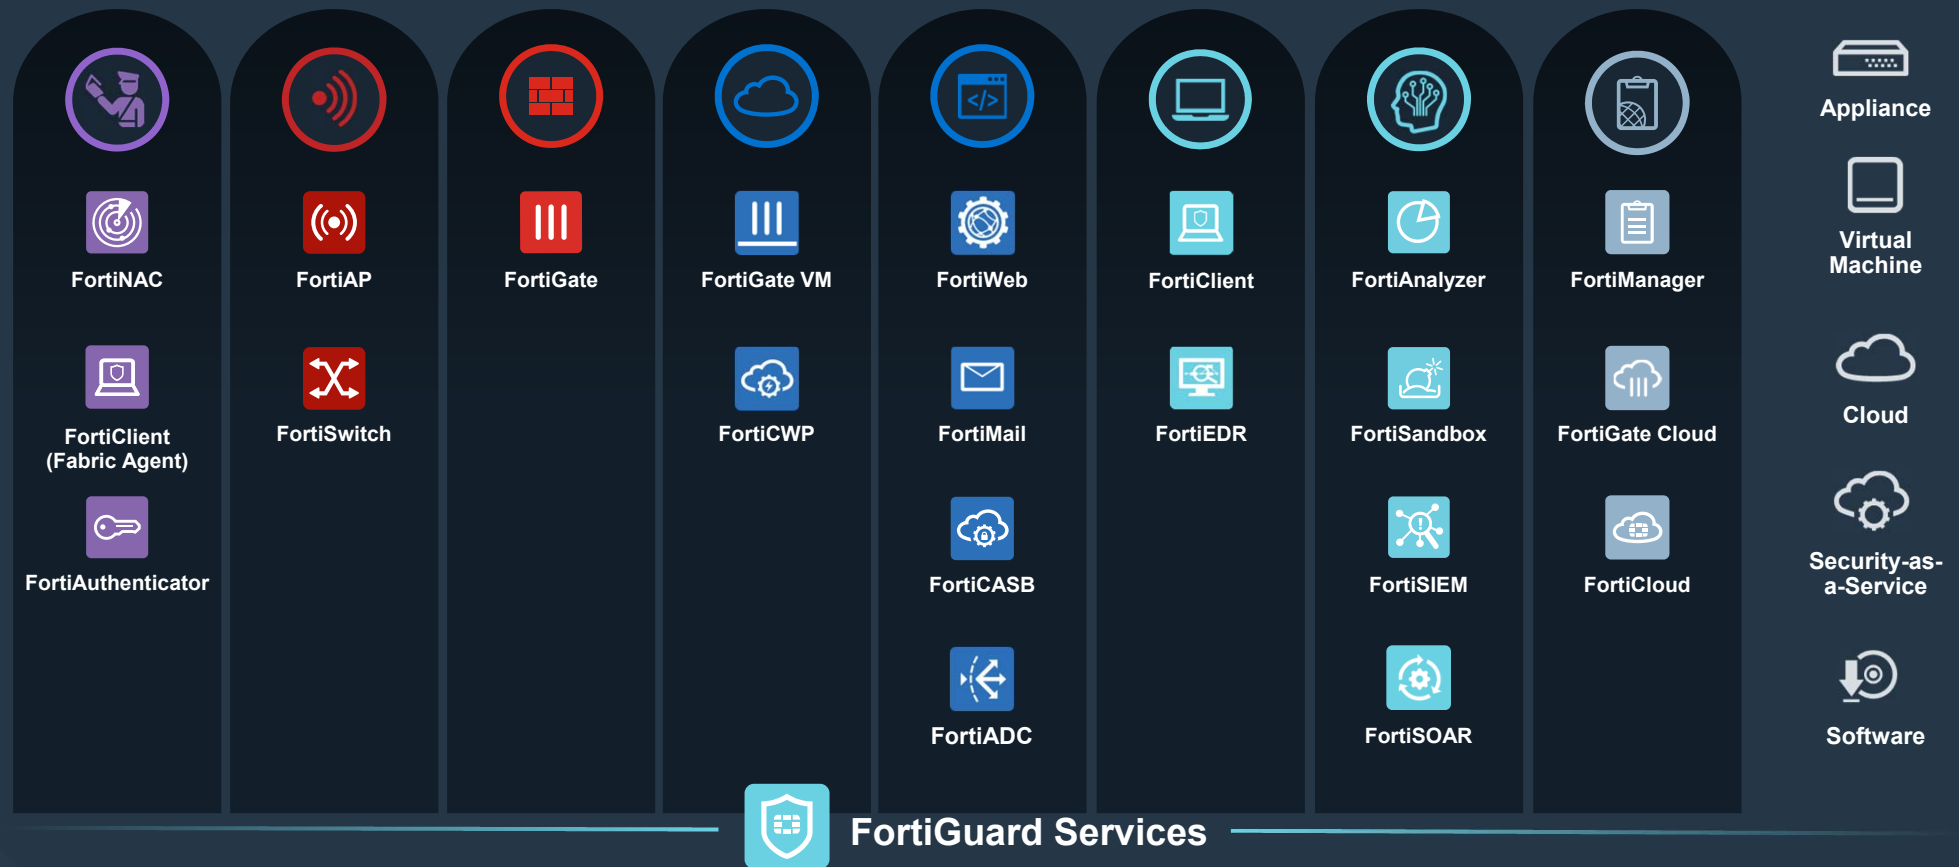 FortiNAC
FortiClient
(Fabric Agent)
FortiAuthenticator
FortiAP
FortiSwitch
FortiGate
FortiGate VM
FortiCWP
</>
FortiWeb
FortiMail
FortiCASB
FortiADC
FortiClient
FortiEDR
FortiAnalyzer
FortiSandbox
FortiSIEM
FortiSOAR
FortiManager
FortiGate Cloud
FortiCloud
Appliance
Virtual
Machine
Cloud
Security-as-
a-Service
Software
FortiGuard Services